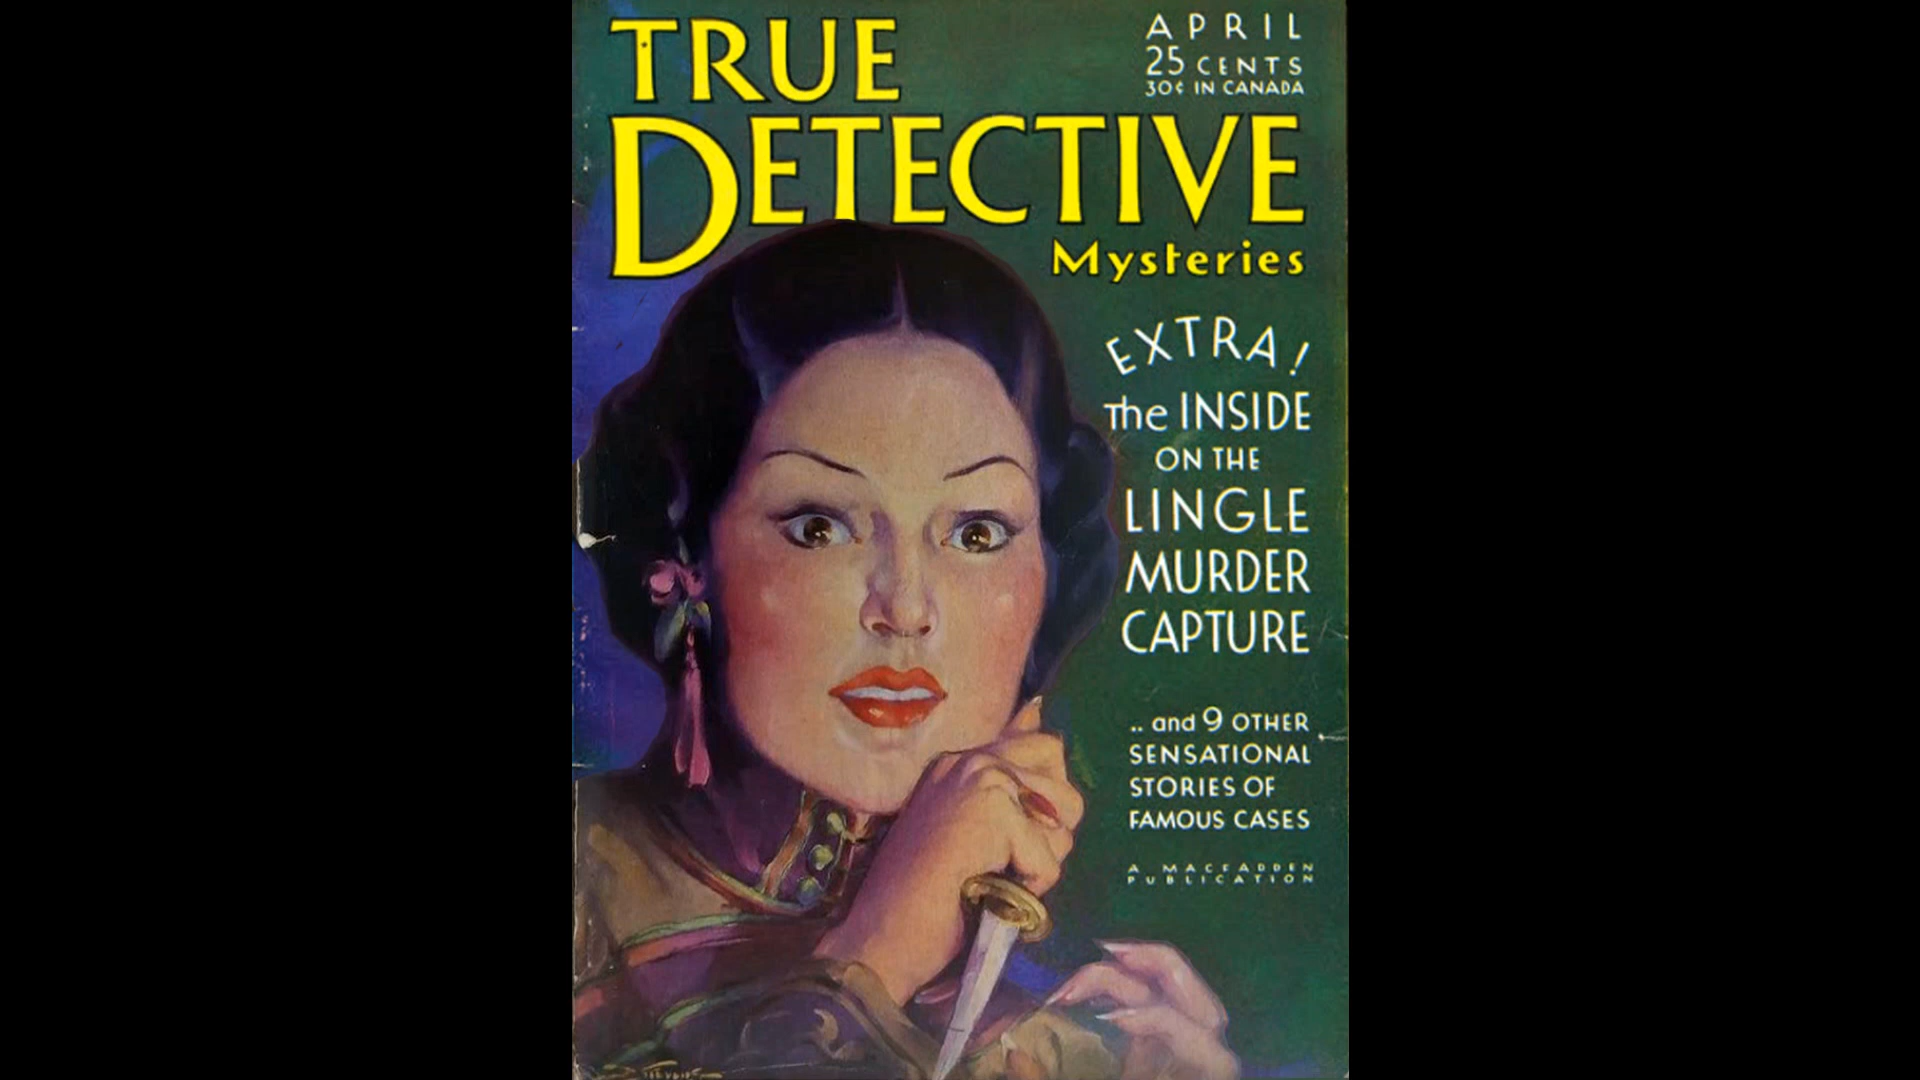 TRUE
DETECTIVE
Mysteries
APRIL
25 CENTS
30¢ IN CANADA
EXTRA!
The INSIDE
ON THE
LINGLE
MURDER
CAPTURE
.. and 9 OTHER
SENSATIONAL
STORIES OF
FAMOUS CASES
A MACFADDEN
PUBLICATION